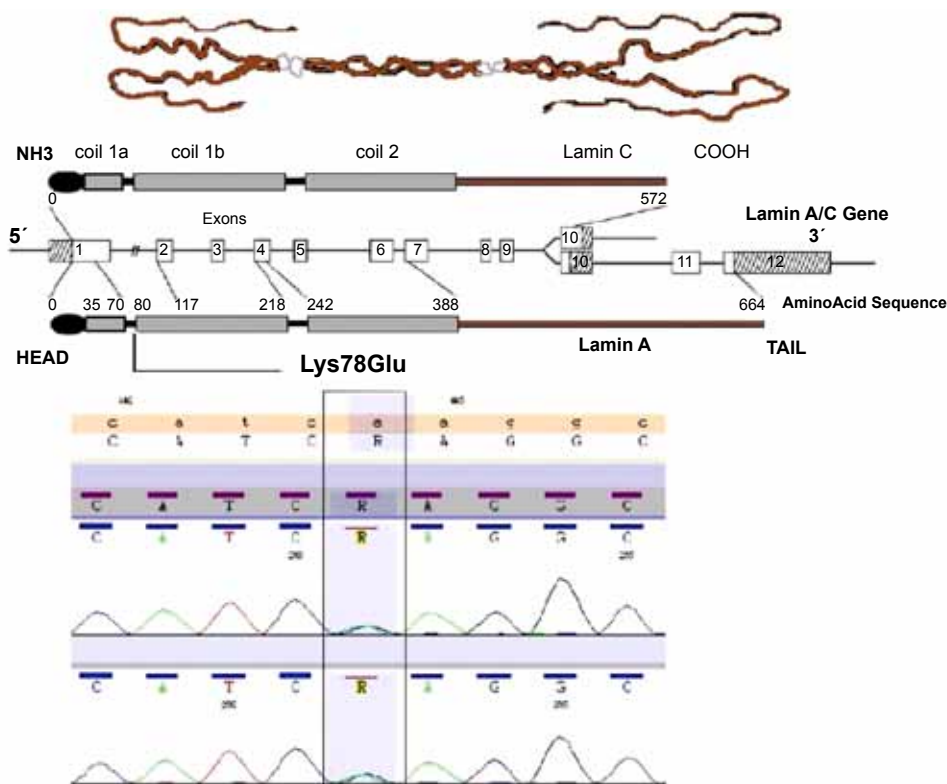 NH3 coil 1a coil 1b coil 2 Lamin C COOH
0 572
Exons Lamin A/C Gene
5´ 3´
1 // 2 3 4 5 6 7 8 9 10
10 11 12
0 35 70 80 117 218 242 388 664 AminoAcid Sequence
HEAD Lamin A TAIL
Lys78Glu
c a t c a a g g c
C A T C R A G G C
C A T C R A G G C
C A T C R A G G C
C A T C R A G G C